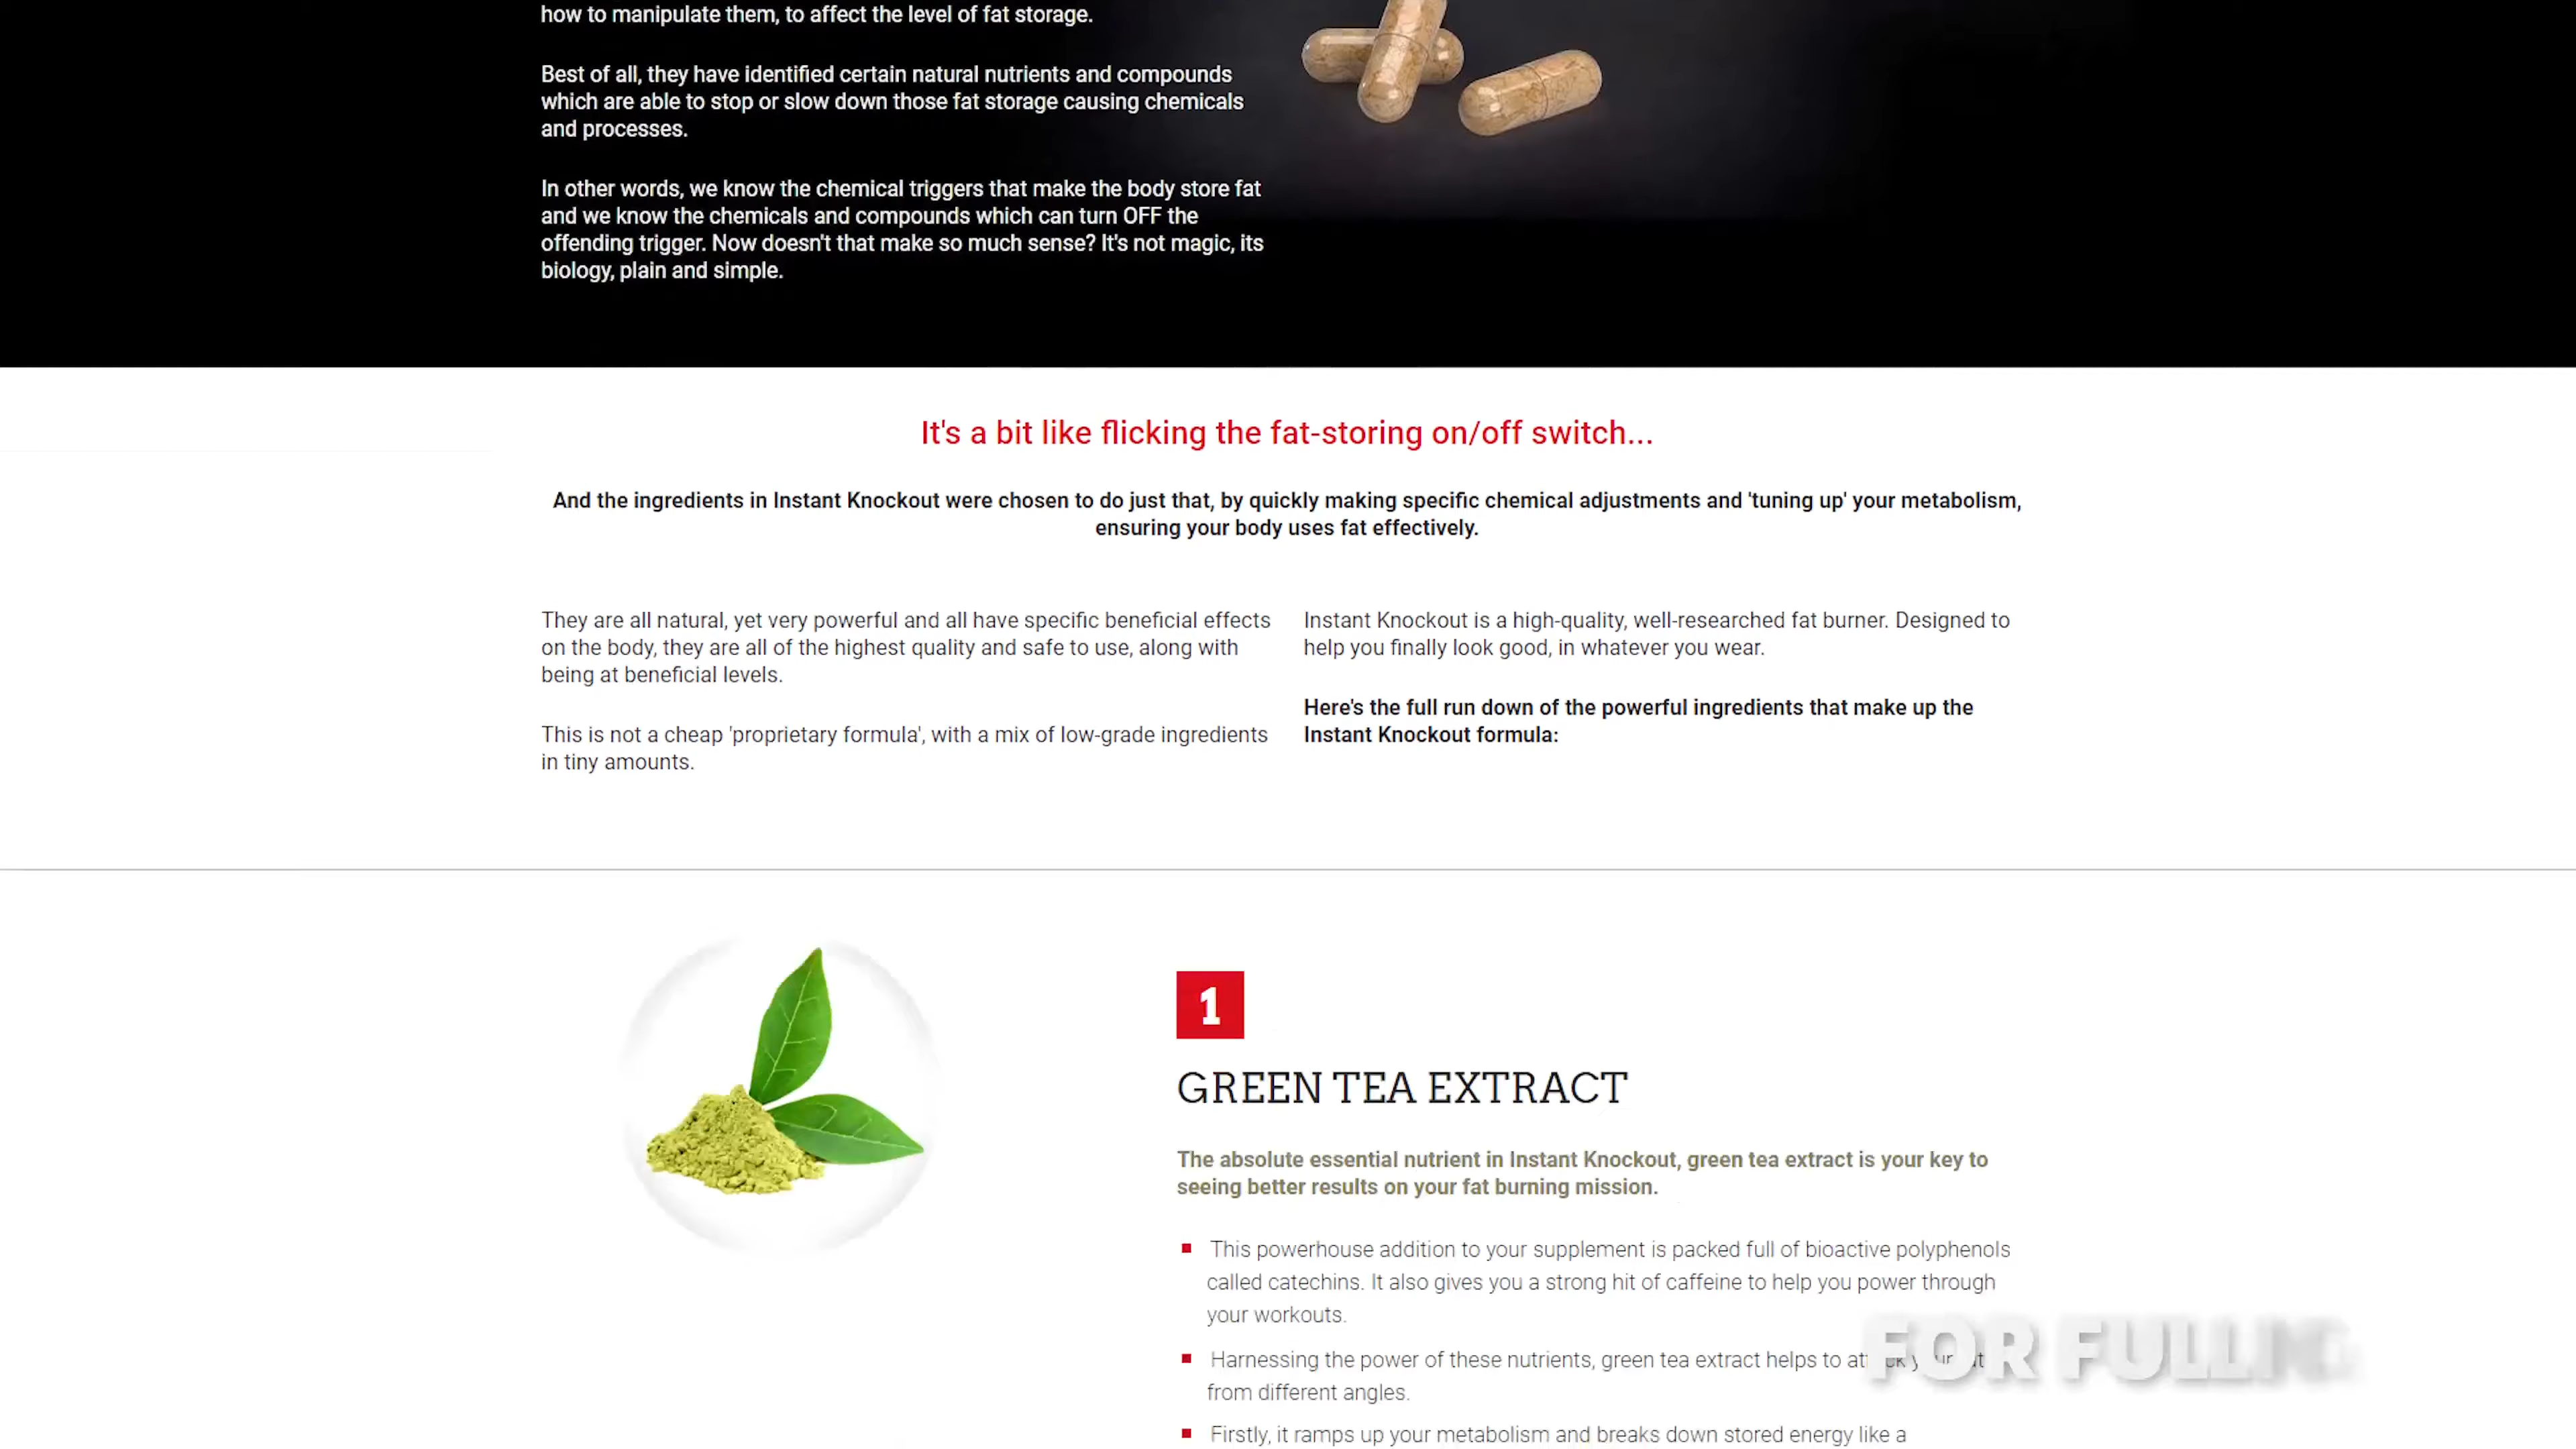 how to manipulate them, to affect the level of fat storage.
Best of all, they have identified certain natural nutrients and compounds
which are able to stop or slow down those fat storage causing chemicals
and processes.
In other words, we know the chemical triggers that make the body store fat
and we know the chemicals and compounds which can turn OFF the
offending trigger. Now doesn't that make so much sense? It's not magic, its
biology, plain and simple.
It's a bit like flicking the fat-storing on/off switch...
And the ingredients in Instant Knockout were chosen to do just that, by quickly making specific chemical adjustments and 'tuning up' your metabolism,
ensuring your body uses fat effectively.
They are all natural, yet very powerful and all have specific beneficial effects
on the body, they are all of the highest quality and safe to use, along with
being at beneficial levels.
This is not a cheap 'proprietary formula', with a mix of low-grade ingredients
in tiny amounts.
Instant Knockout is a high-quality, well-researched fat burner. Designed to
help you finally look good, in whatever you wear.
Here's the full run down of the powerful ingredients that make up the
Instant Knockout formula:
1
GREEN TEA EXTRACT
The absolute essential nutrient in Instant Knockout, green tea extract is your key to
seeing better results on your fat burning mission.
This powerhouse addition to your supplement is packed full of bioactive polyphenols
called catechins. It also gives you a strong hit of caffeine to help you power through
your workouts.
Harnessing the power of these nutrients, green tea extract helps to
from different angles.
Firstly, it ramps up your metabolism and breaks down stored energy like a
FOR FULL